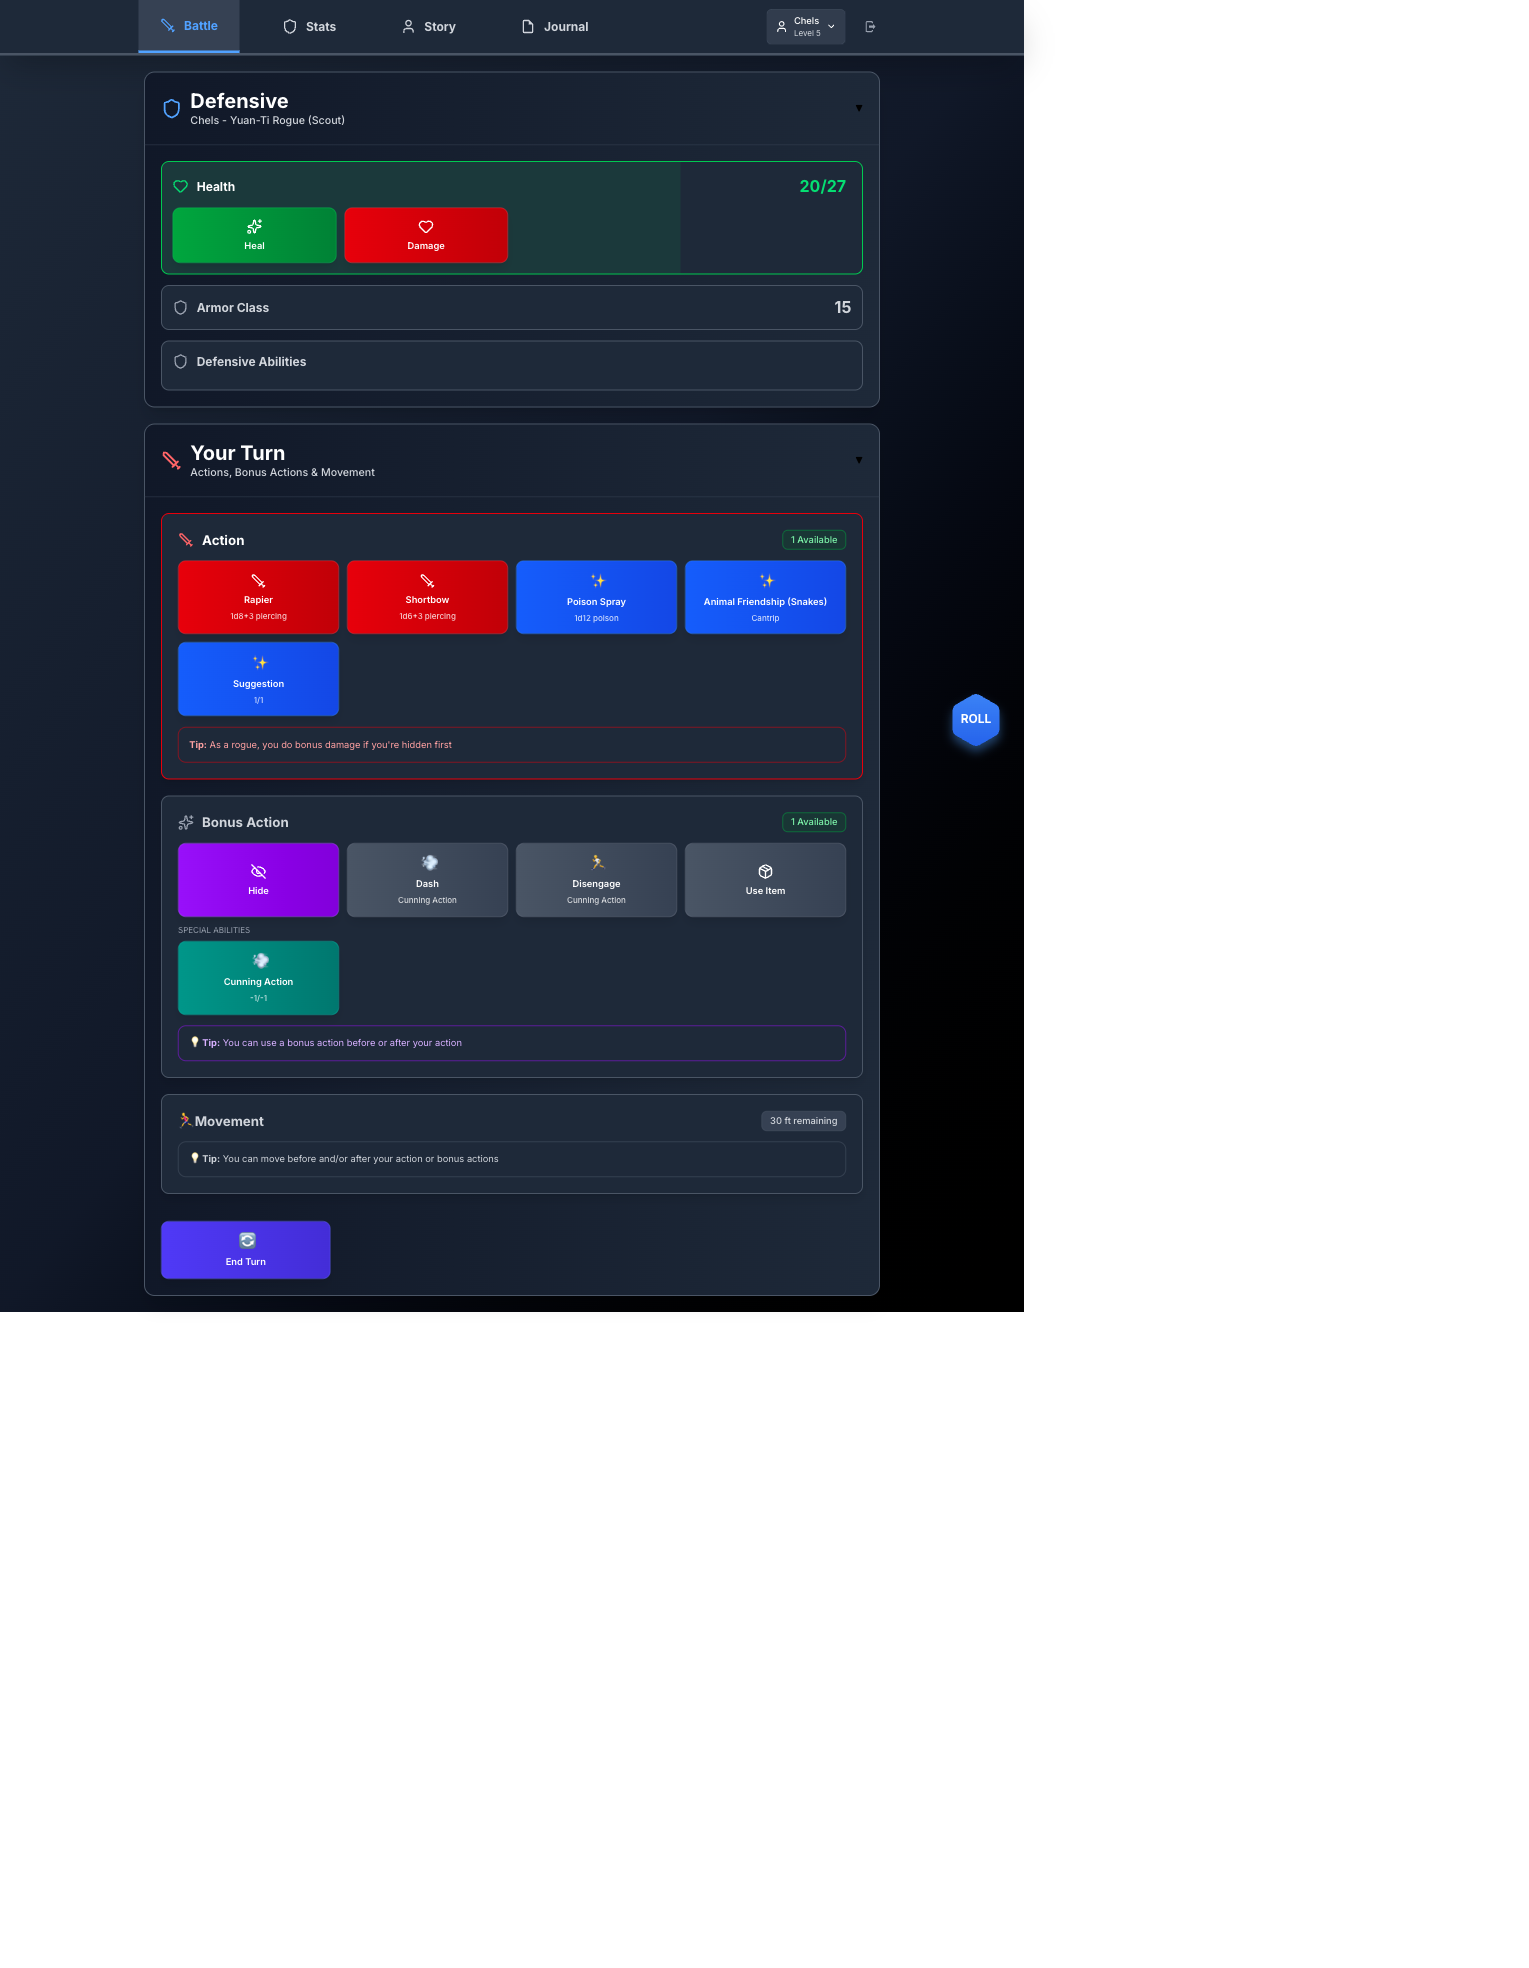 Battle
Stats
Story
Journal
Chels
Level 5
Defensive
Chels - Yuan-Ti Rogue (Scout)
▼
Health
20/27
Heal
Damage
Armor Class
15
Defensive Abilities
Your Turn
Actions, Bonus Actions & Movement
▼
Action
1 Available
Rapier
1d8+3 piercing
Shortbow
1d6+3 piercing
Poison Spray
1d12 poison
Animal Friendship (Snakes)
Cantrip
Suggestion
1/1
Tip: As a rogue, you do bonus damage if you're hidden first
ROLL
Bonus Action
1 Available
Hide
Dash
Cunning Action
Disengage
Cunning Action
Use Item
SPECIAL ABILITIES
Cunning Action
-1/-1
Tip: You can use a bonus action before or after your action
Movement
30 ft remaining
Tip: You can move before and/or after your action or bonus actions
End Turn